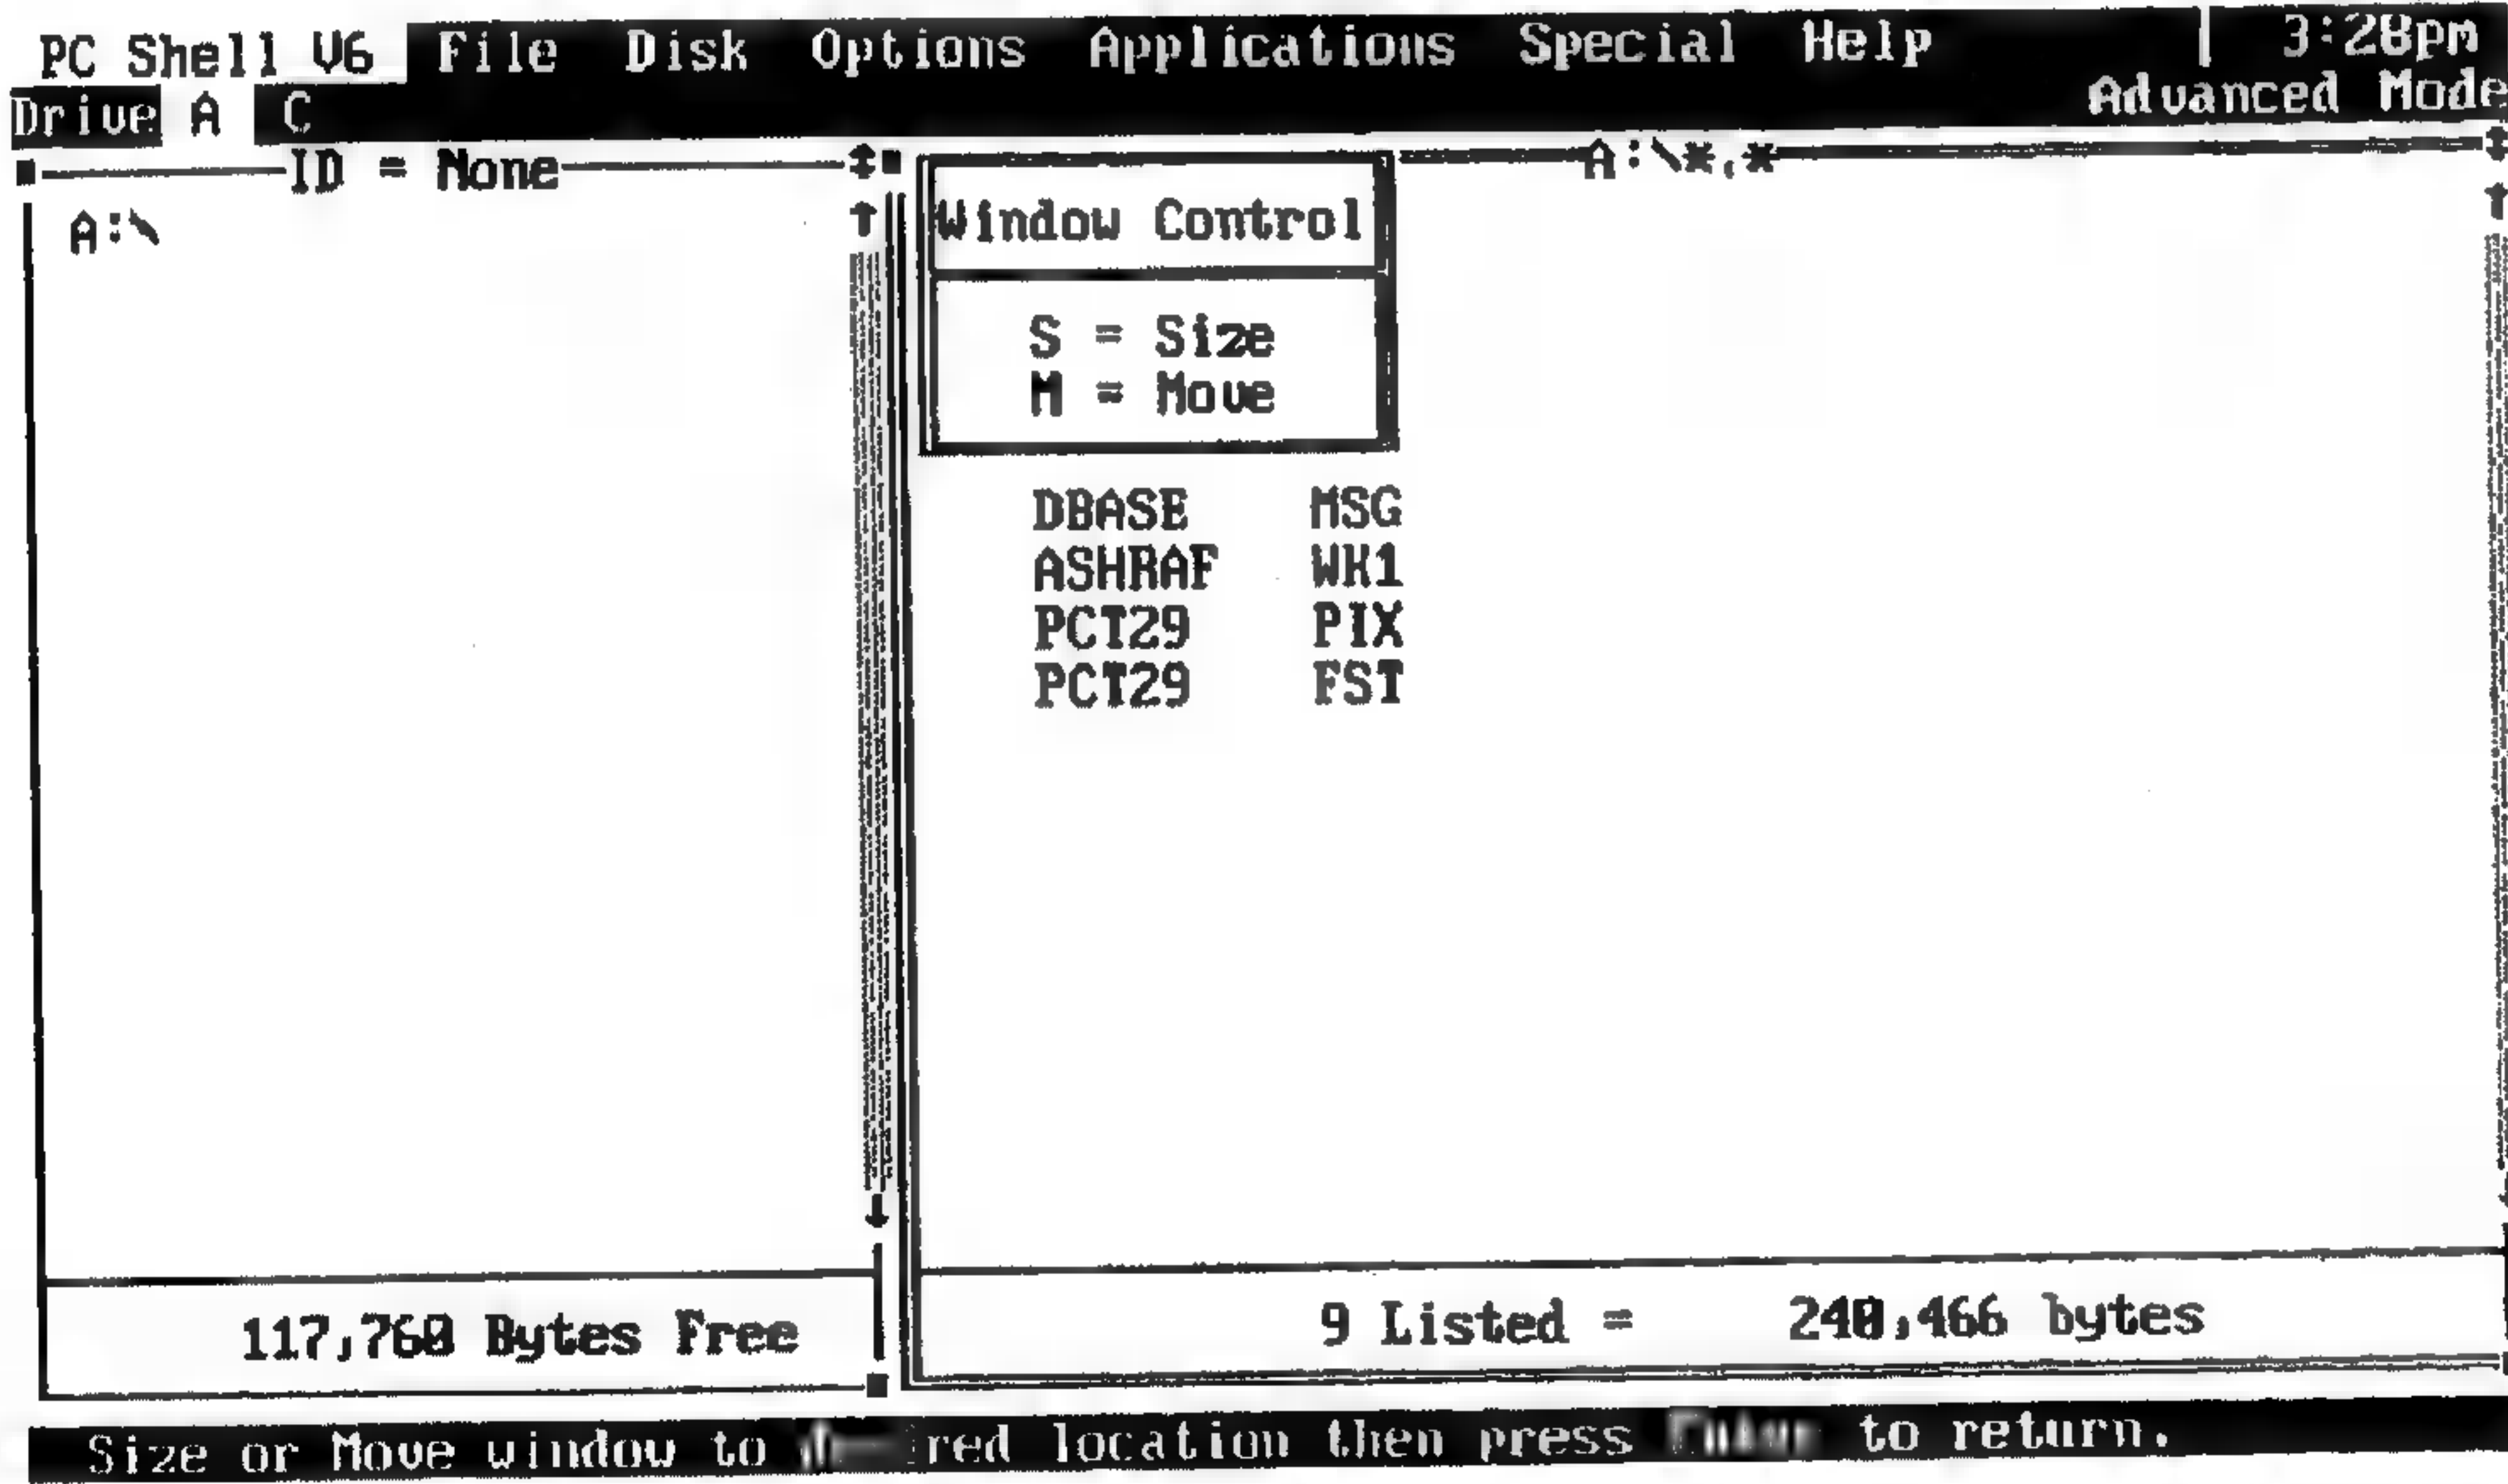 PC Shell V6 File Disk Options Applications Special Help 3:28pm
Drive A C Advanced Mode
ID = None
A:\*.*
A:\
Window Control
S = Size
M = Move
DBASE MSG
ASHRAF WK1
PCT29 PIX
PCT29 FST
117,760 Bytes Free
9 Listed = 240,466 bytes
Size or Move window to location then press to return.